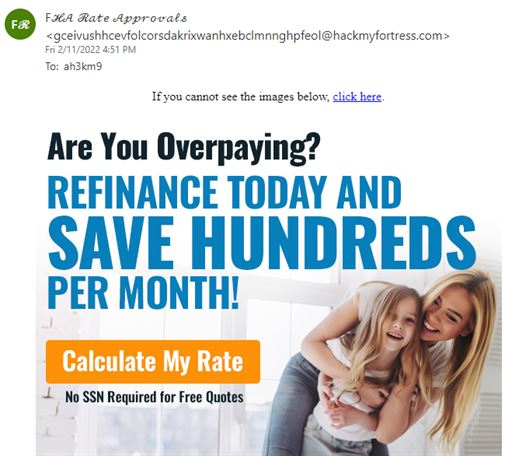 F𝓡
F𝓗𝓐 𝓡𝓪𝓽𝓮 𝓐𝓹𝓹𝓻𝓸𝓿𝓪𝓵𝓼
<gceivushhcevfolcorsdakrixwanhxebclmnnghpfeol@hackmyfortress.com>
Fri 2/11/2022 4:51 PM
To: ah3km9
If you cannot see the images below, click here.
Are You Overpaying?
REFINANCE TODAY AND
SAVE HUNDREDS
PER MONTH!
Calculate My Rate
No SSN Required for Free Quotes